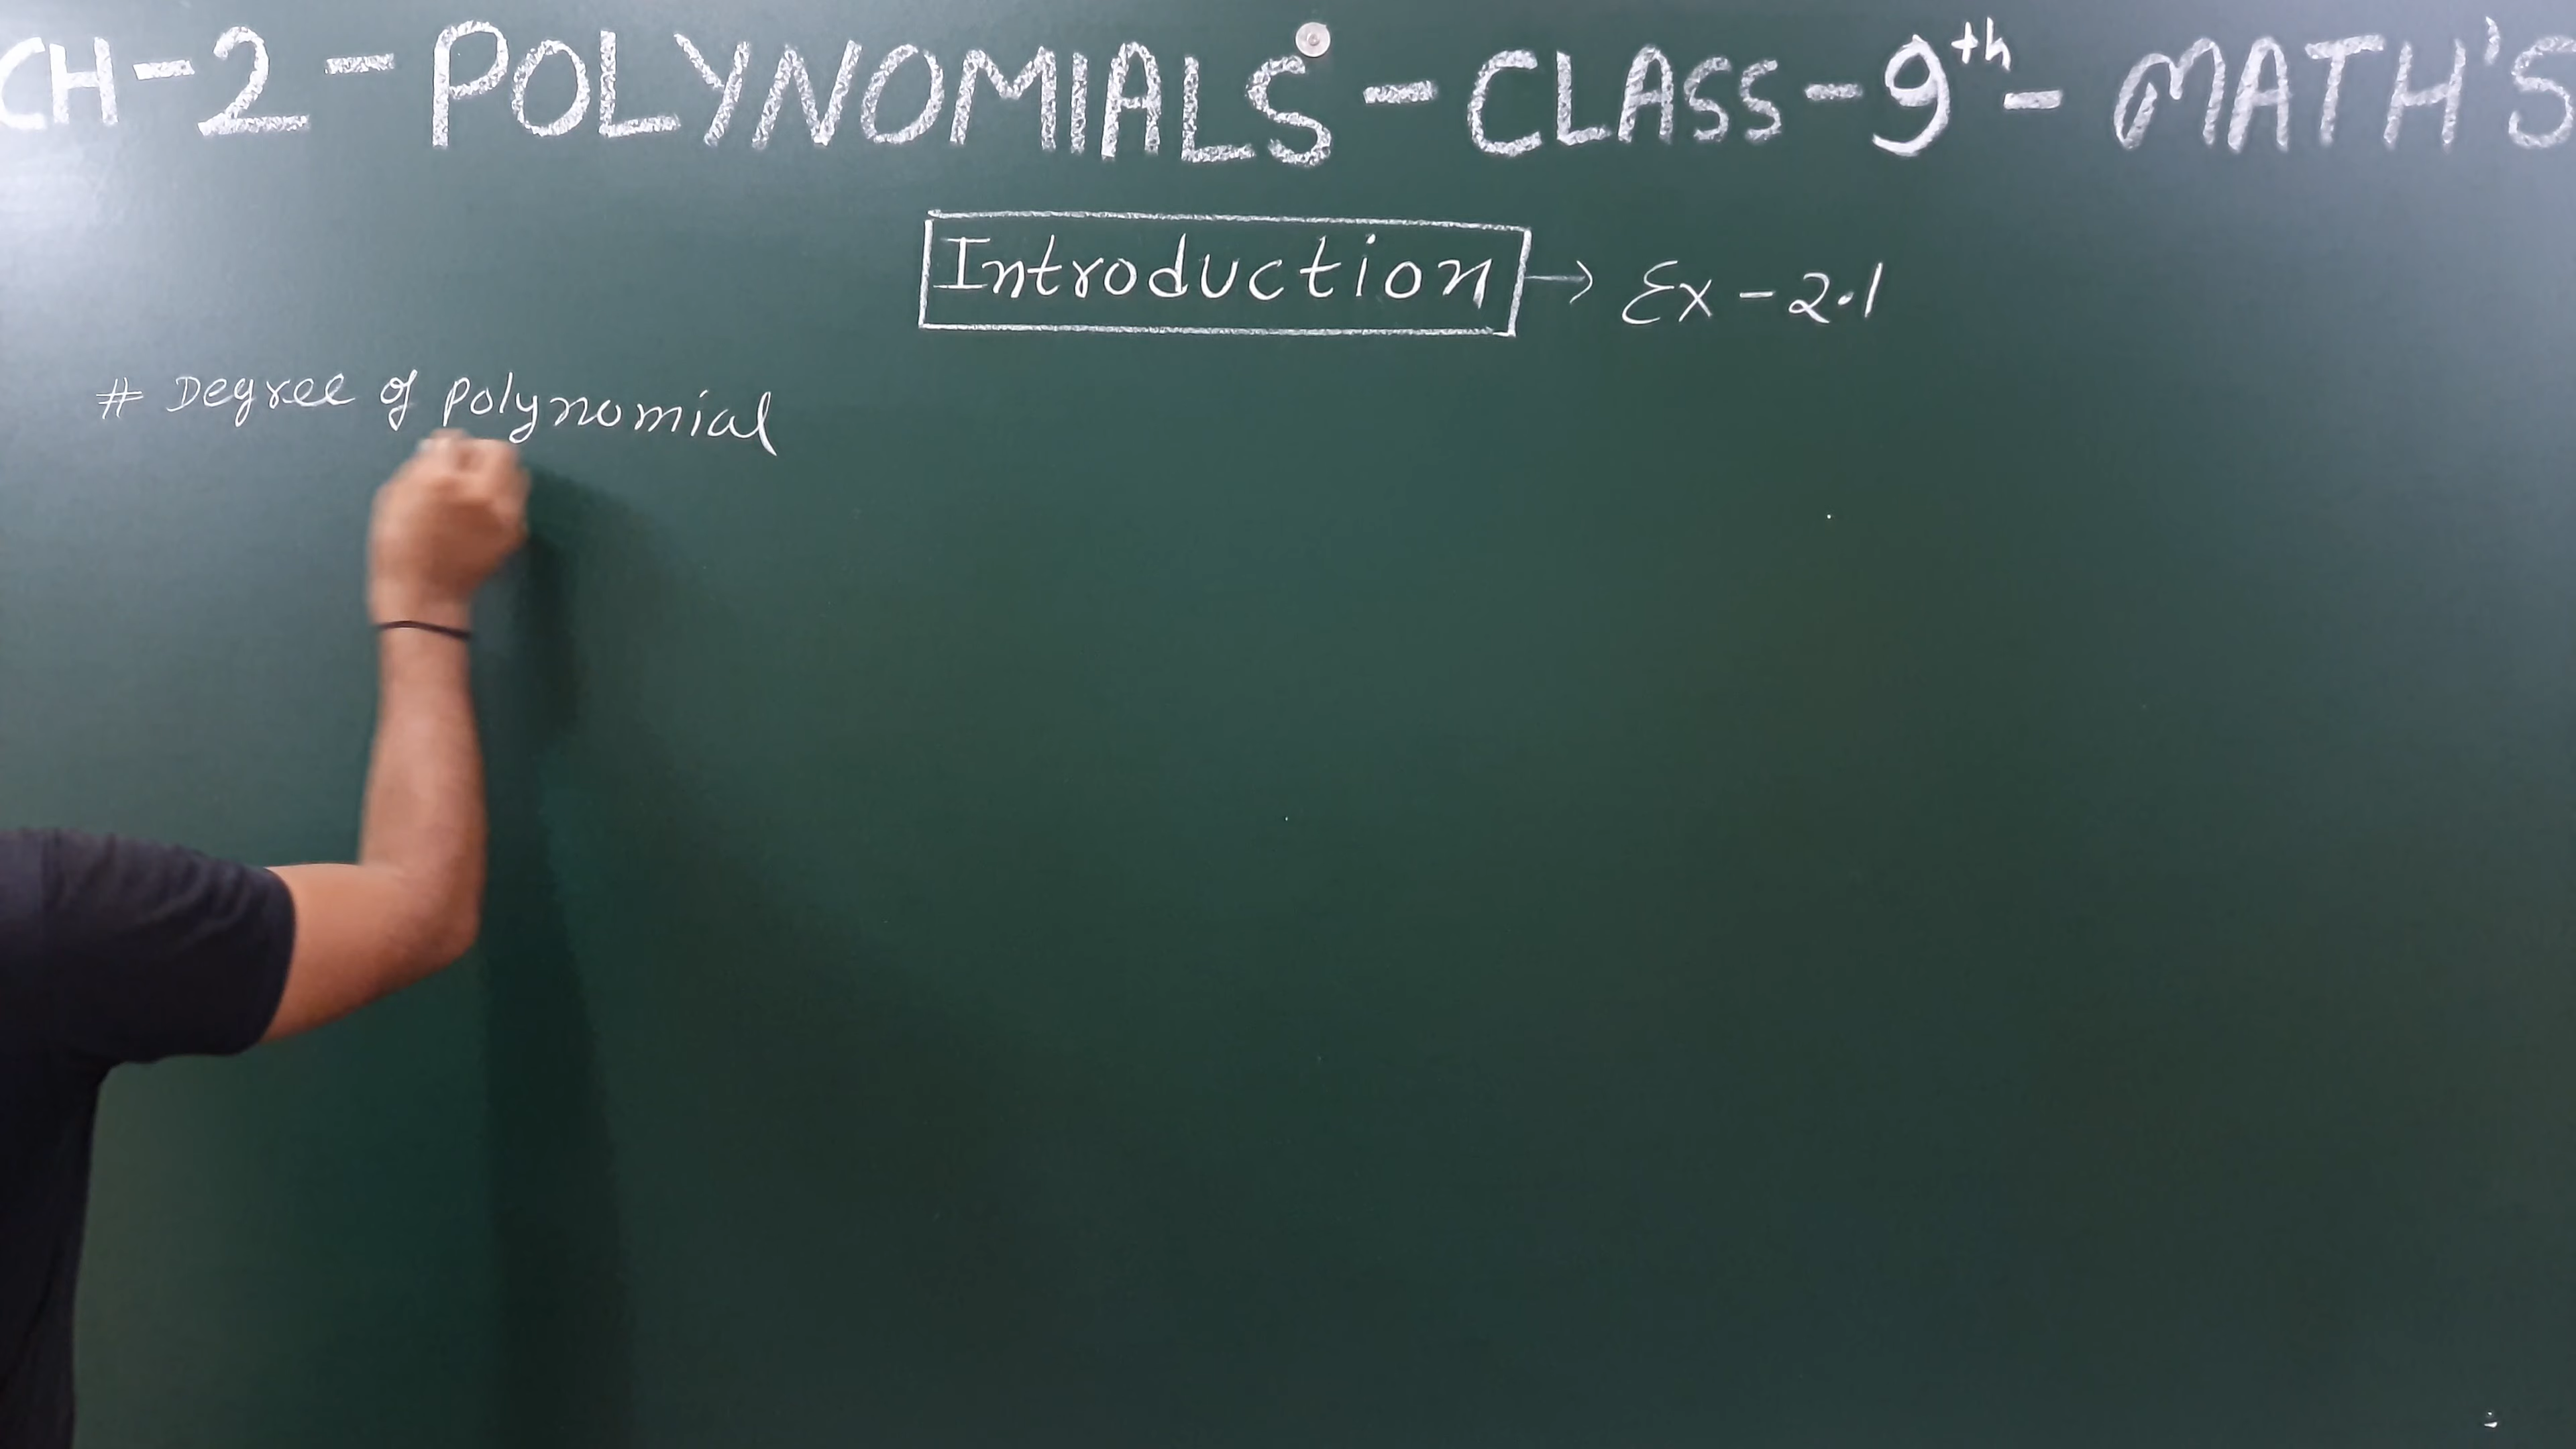 CH-2-POLYNOMIALS-CLASS-9th-MATH'S
Introduction → Ex-2.1
# Degree of polynomial